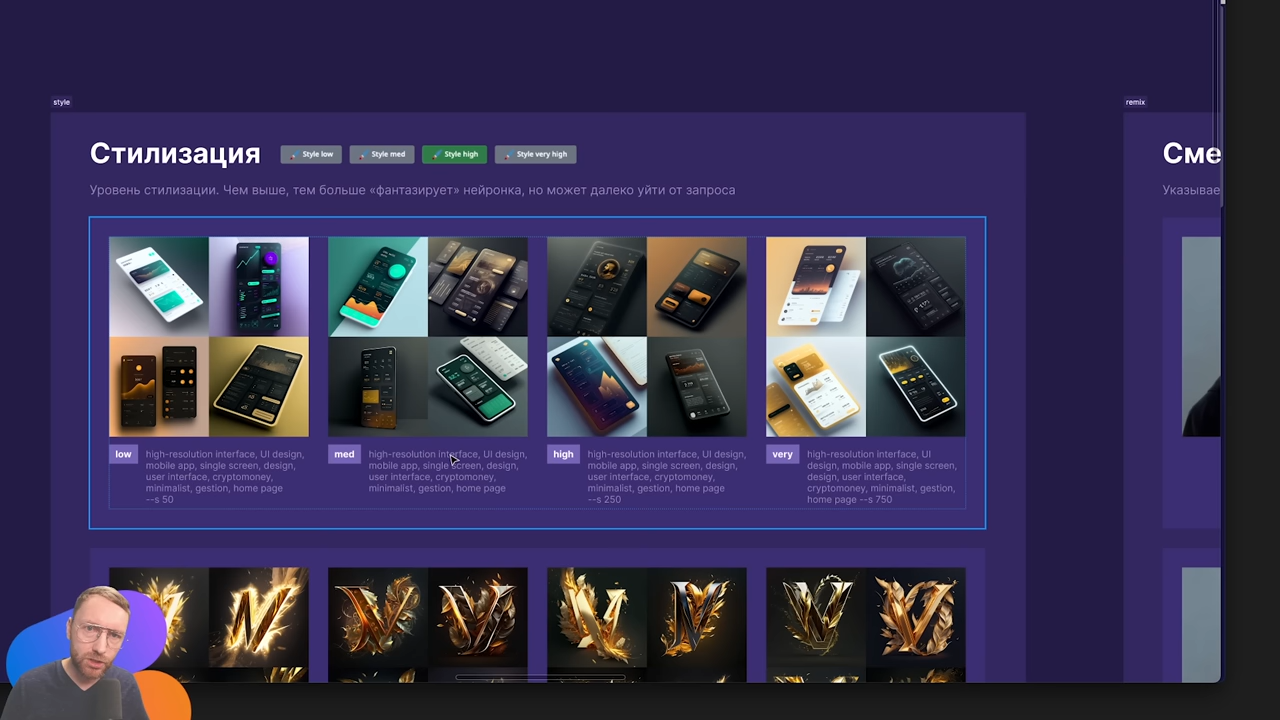 style
remix
Стилизация
Style low
Style med
Style high
Style very high
Сме
Уровень стилизации. Чем выше, тем больше «фантазирует» нейронка, но может далеко уйти от запроса
Указывае
low
high-resolution interface, UI design,
mobile app, single screen, design,
user interface, cryptomoney,
minimalist, gestion, home page
--s 50
med
high-resolution interface, UI design,
mobile app, single screen, design,
user interface, cryptomoney,
minimalist, gestion, home page
high
high-resolution interface, UI design,
mobile app, single screen, design,
user interface, cryptomoney,
minimalist, gestion, home page
--s 250
very
high-resolution interface, UI
design, mobile app, single screen,
design, user interface,
cryptomoney, minimalist, gestion,
home page --s 750